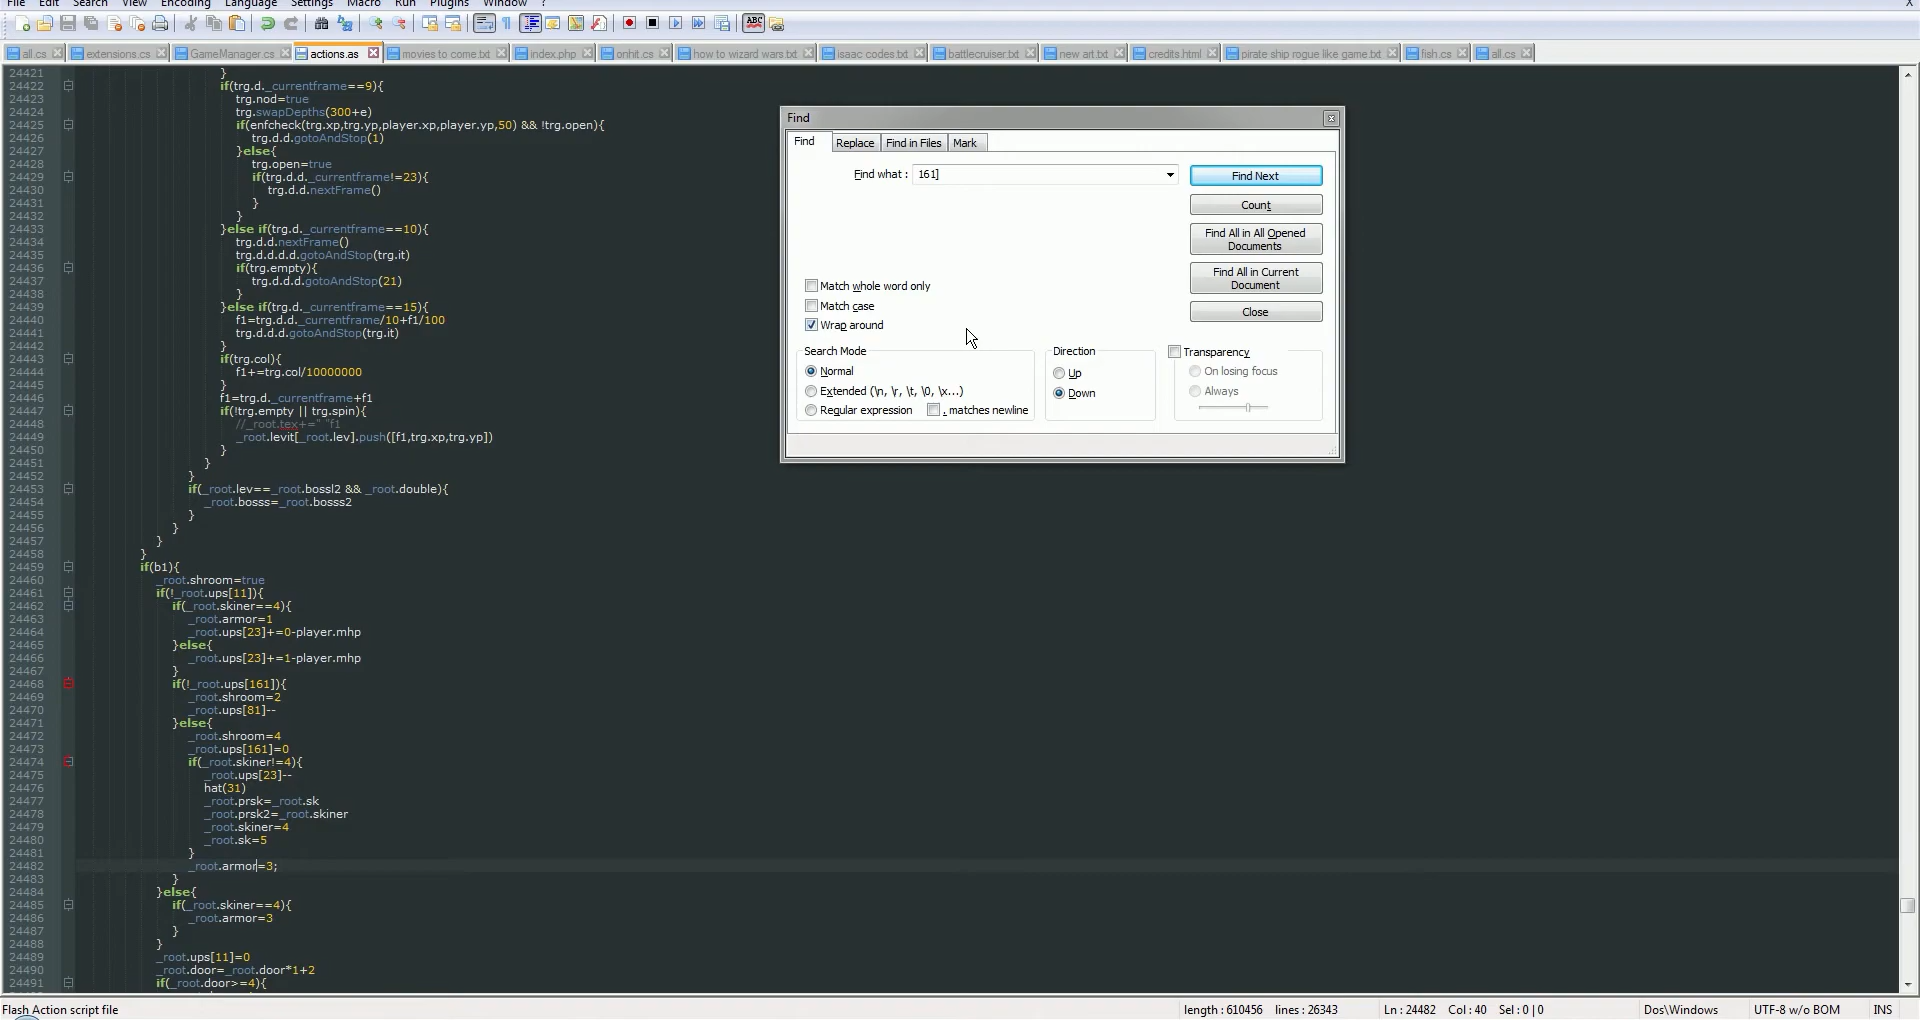 File Edit Search View Encoding Language Settings Macro Run Plugins Window ? X
all.cs extensions.cs GameManager.cs actions.as movies to come.txt index.php onhit.cs how to wizard wars.txt isaac codes.txt battlecruiser.txt new art.txt credits.html pirate ship rogue like game.txt fish.cs all.cs
24421 }
24422 if(trg.d._currentframe==9){
24423 trg.nod=true
24424 trg.swapDepths(300+e)
24425 if(enfcheck(trg.xp,trg.yp,player.xp,player.yp,50) && !trg.open){
24426 trg.d.d.gotoAndStop(1)
24427 }else{
24428 trg.open=true
24429 if(trg.d.d._currentframe!=23){
24430 trg.d.d.nextFrame()
24431 }
24432 }
24433 }else if(trg.d._currentframe==10){
24434 trg.d.d.nextFrame()
24435 trg.d.d.d.d.gotoAndStop(trg.it)
24436 if(trg.empty){
24437 trg.d.d.d.gotoAndStop(21)
24438 }
24439 }else if(trg.d._currentframe==15){
24440 f1=trg.d.d._currentframe/10+f1/100
24441 trg.d.d.d.gotoAndStop(trg.it)
24442 }
24443 if(trg.col){
24444 f1+=trg.col/10000000
24445 }
24446 f1=trg.d._currentframe+f1
24447 if(!trg.empty || trg.spin){
24448 //_root.tex+=" "f1
24449 _root.levit[_root.lev].push([f1,trg.xp,trg.yp])
24450 }
24451 }
24452 }
24453 if(_root.lev==_root.bossl2 && _root.double){
24454 _root.bosss=_root.bosss2
24455 }
24456 }
24457 }
24458 }
24459 if(b1){
24460 _root.shroom=true
24461 if(!_root.ups[11]){
24462 if(_root.skiner==4){
24463 _root.armor=1
24464 _root.ups[23]+=0-player.mhp
24465 }else{
24466 _root.ups[23]+=1-player.mhp
24467 }
24468 if(!_root.ups[161]){
24469 _root.shroom=2
24470 _root.ups[81]--
24471 }else{
24472 _root.shroom=4
24473 _root.ups[161]=0
24474 if(_root.skiner!=4){
24475 _root.ups[23]--
24476 hat(31)
24477 _root.prsk=_root.sk
24478 _root.prsk2=_root.skiner
24479 _root.skiner=4
24480 _root.sk=5
24481 }
24482 _root.armor=3;
24483 }
24484 }else{
24485 if(_root.skiner==4){
24486 _root.armor=3
24487 }
24488 }
24489 _root.ups[11]=0
24490 _root.door=_root.door*1+2
24491 if(_root.door>=4){
Find
Find Replace Find in Files Mark
Find what : 161] Find Next
Count
Find All in All Opened
Documents
Find All in Current
Document
Close
Match whole word only
Match case
Wrap around
Search Mode Direction Transparency
Normal Up On losing focus
Extended (\n, \r, \t, \0, \x...) Down Always
Regular expression . matches newline
Flash Action script file length : 610456 lines : 26343 Ln : 24482 Col : 40 Sel : 0 | 0 Dos\Windows UTF-8 w/o BOM INS